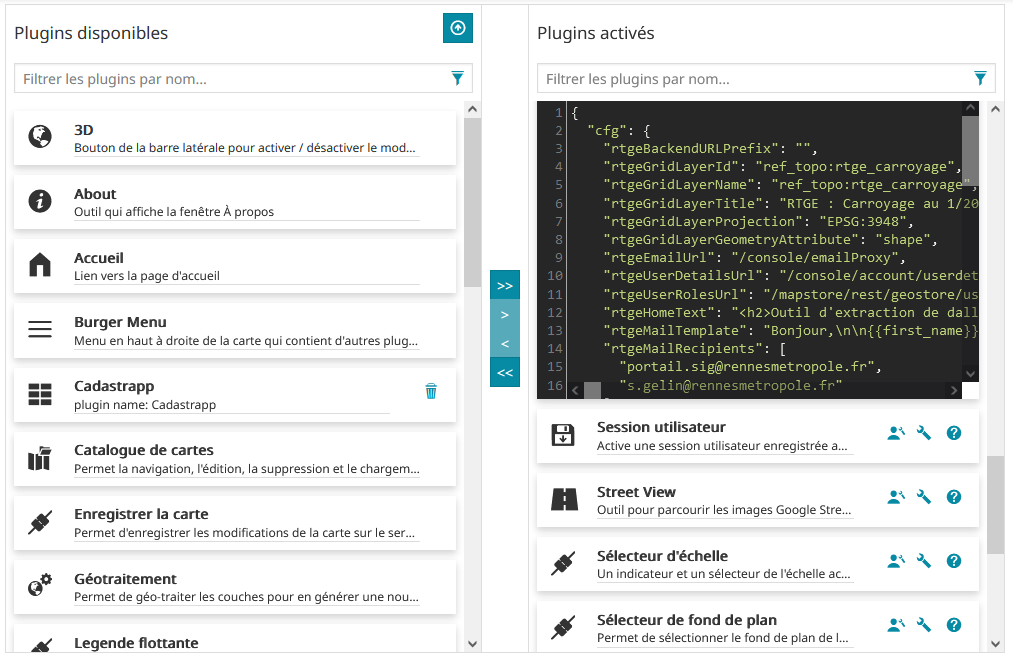 Plugins disponibles
Filtrer les plugins par nom...
3D
Bouton de la barre latérale pour activer / désactiver le mod...
About
Outil qui affiche la fenêtre À propos
Accueil
Lien vers la page d'accueil
Burger Menu
Menu en haut à droite de la carte qui contient d'autres plug...
Cadastrapp
plugin name: Cadastrapp
Catalogue de cartes
Permet la navigation, l'édition, la suppression et le chargem...
Enregistrer la carte
Permet d'enregistrer les modifications de la carte sur le ser...
Géotraitement
Permet de géo-traiter les couches pour en générer une nou...
Legende flottante
>>
>
<
<<
Plugins activés
Filtrer les plugins par nom...
1 {
2 "cfg": {
3 "rtgeBackendURLPrefix": "",
4 "rtgeGridLayerId": "ref_topo:rtge_carroyage",
5 "rtgeGridLayerName": "ref_topo:rtge_carroyage",
6 "rtgeGridLayerTitle": "RTGE : Carroyage au 1/20
7 "rtgeGridLayerProjection": "EPSG:3948",
8 "rtgeGridLayerGeometryAttribute": "shape",
9 "rtgeEmailUrl": "/console/emailProxy",
10 "rtgeUserDetailsUrl": "/console/account/userdet
11 "rtgeUserRolesUrl": "/mapstore/rest/geostore/us
12 "rtgeHomeText": "<h2>Outil d'extraction de dall
13 "rtgeMailTemplate": "Bonjour,\n\n{{first_name}}
14 "rtgeMailRecipients": [
15 "portail.sig@rennesmetropole.fr",
16 "s.gelin@rennesmetropole.fr"
Session utilisateur
Active une session utilisateur enregistrée a...
Street View
Outil pour parcourir les images Google Stre...
Sélecteur d'échelle
Un indicateur et un sélecteur de l'échelle ac...
Sélecteur de fond de plan
Permet de sélectionner le fond de plan de l...